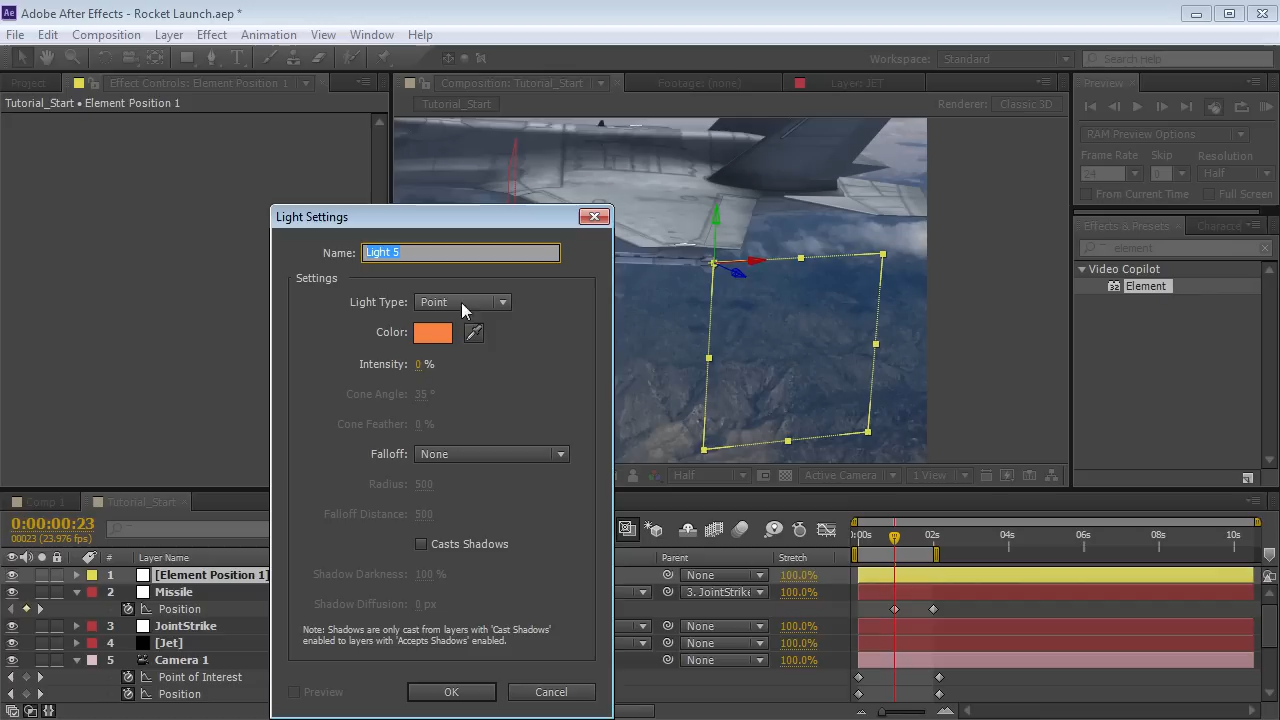 Adobe After Effects - Rocket Launch.aep *
File Edit Composition Layer Effect Animation View Window Help
Workspace: Standard Search Help
Project Effect Controls: Element Position 1 Composition: Tutorial_Start Footage: (none) Layer: JET Preview
Tutorial_Start • Element Position 1 Tutorial_Start Renderer: Classic 3D
RAM Preview Options
Frame Rate Skip Resolution
24 0 Half
From Current Time Full Screen
Effects & Presets
element
Video Copilot
Element
Light Settings
Name: Light 5
Settings
Light Type: Point
Color:
Intensity: 0 %
Cone Angle: 35 °
Cone Feather: 0 %
Falloff: None
Radius: 500
Falloff Distance: 500
Casts Shadows
Shadow Darkness: 100 %
Shadow Diffusion: 0 px
Note: Shadows are only cast from layers with 'Cast Shadows'
enabled to layers with 'Accepts Shadows' enabled.
Preview OK Cancel
Half Active Camera 1 View
Comp 1 Tutorial_Start
0:00:00:23
00023 (23.976 fps)
# Layer Name Parent Stretch
:00s 02s 04s 06s 08s 10s
1 [Element Position 1] None 100.0%
2 Missile 3. JointStrike 100.0%
Position
3 JointStrike None 100.0%
4 [Jet] None 100.0%
5 Camera 1 None 100.0%
Point of Interest
Position